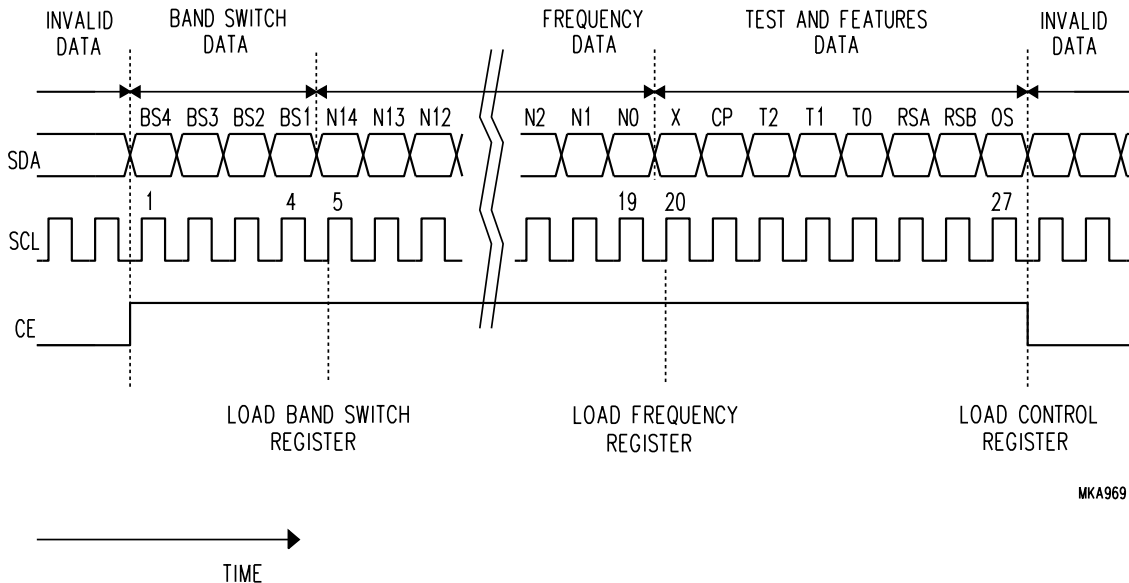 INVALID DATA
BAND SWITCH DATA
FREQUENCY DATA
TEST AND FEATURES DATA
INVALID DATA
BS4 BS3 BS2 BS1 N14 N13 N12 N2 N1 N0 X CP T2 T1 T0 RSA RSB OS
SDA
1 4 5 19 20 27
SCL
CE
LOAD BAND SWITCH REGISTER
LOAD FREQUENCY REGISTER
LOAD CONTROL REGISTER
MKA969
TIME